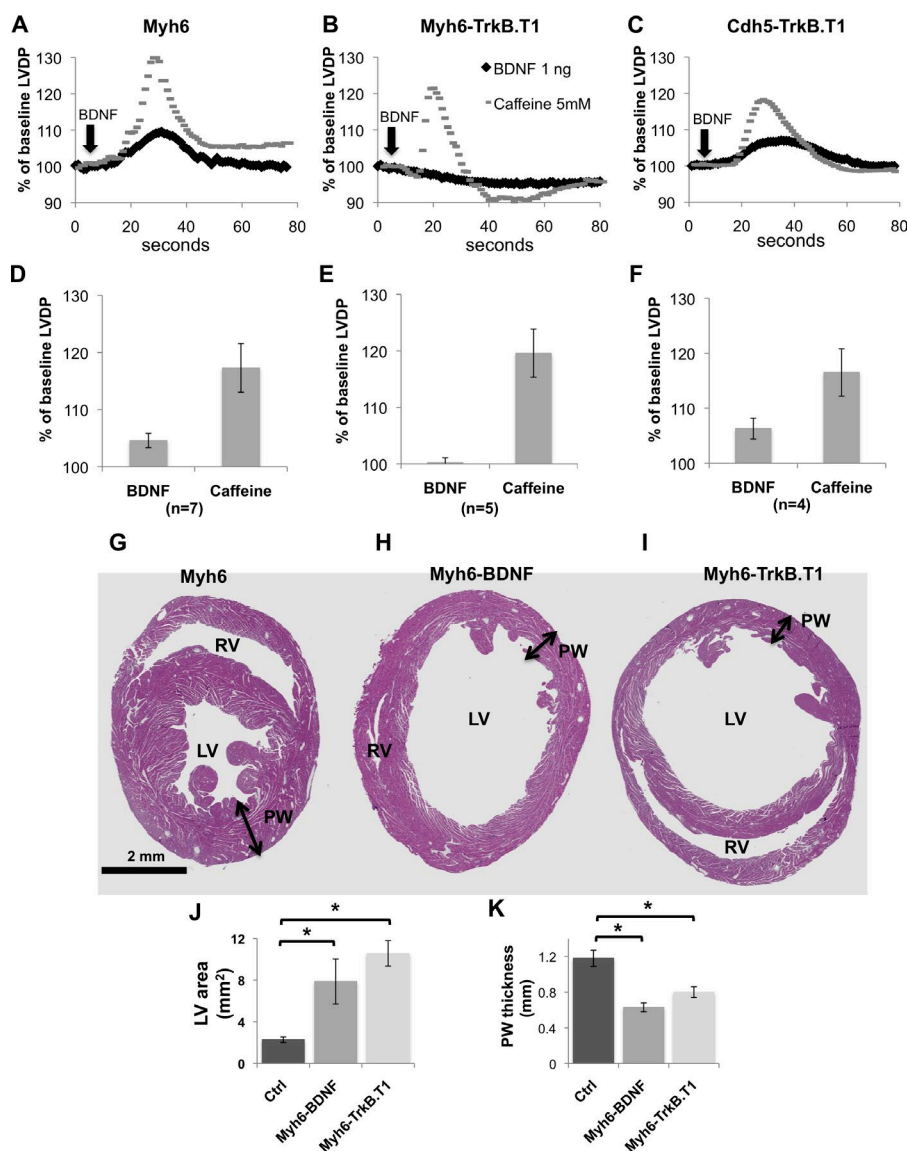 A
Myh6
% of baseline LVDP
130
120
110
100
90
BDNF
0
20
40
60
80
seconds
B
Myh6-TrkB.T1
% of baseline LVDP
130
120
110
100
90
BDNF
BDNF 1 ng
Caffeine 5mM
0
20
40
60
80
seconds
C
Cdh5-TrkB.T1
% of baseline LVDP
130
120
110
100
90
BDNF
0
20
40
60
80
seconds
D
% of baseline LVDP
130
120
110
100
BDNF
Caffeine
(n=7)
E
% of baseline LVDP
130
120
110
100
BDNF
Caffeine
(n=5)
F
% of baseline LVDP
130
120
110
100
BDNF
Caffeine
(n=4)
G
Myh6
RV
LV
PW
2 mm
H
Myh6-BDNF
PW
LV
RV
I
Myh6-TrkB.T1
PW
LV
RV
J
LV area
(mm²)
12
8
4
0
*
*
Ctrl
Myh6-BDNF
Myh6-TrkB.T1
K
PW thickness
(mm)
1.2
0.8
0.4
0
*
*
Ctrl
Myh6-BDNF
Myh6-TrkB.T1